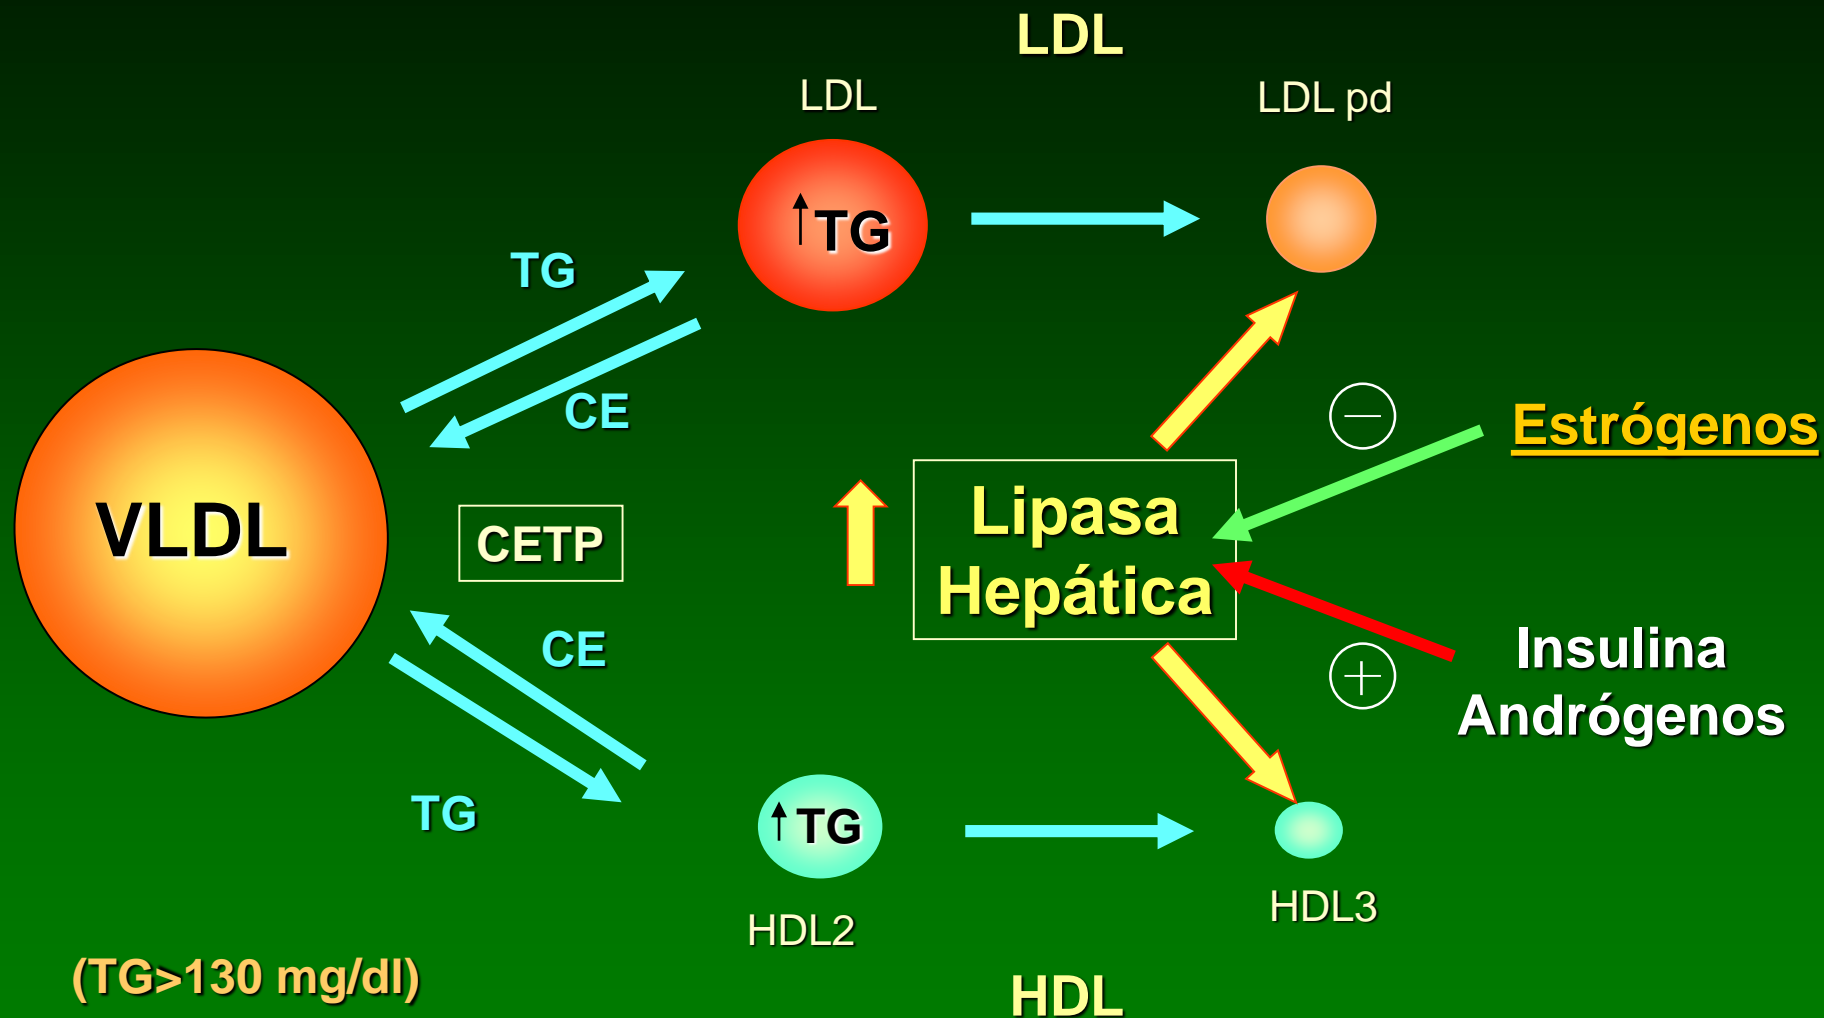 LDL
LDL
LDL pd
↑TG
TG
CE
Estrógenos
VLDL
CETP
Lipasa
Hepática
CE
Insulina
Andrógenos
TG
↑TG
HDL3
HDL2
(TG>130 mg/dl)
HDL